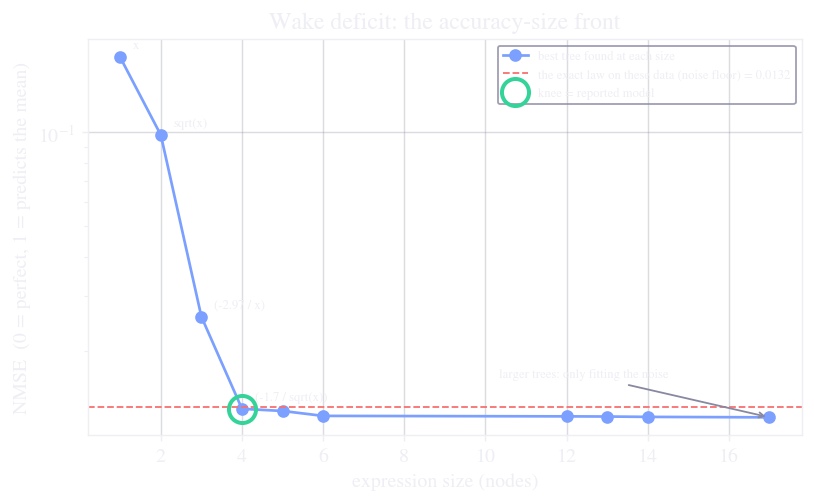 Wake deficit: the accuracy-size front
best tree found at each size
the exact law on these data (noise floor) = 0.0132
knee = reported model
x
sqrt(x)
(-2.97 / x)
1.7 / sqrt(x))
larger trees: only fitting the noise
10⁻¹
NMSE (0 = perfect, 1 = predicts the mean)
2 4 6 8 10 12 14 16
expression size (nodes)